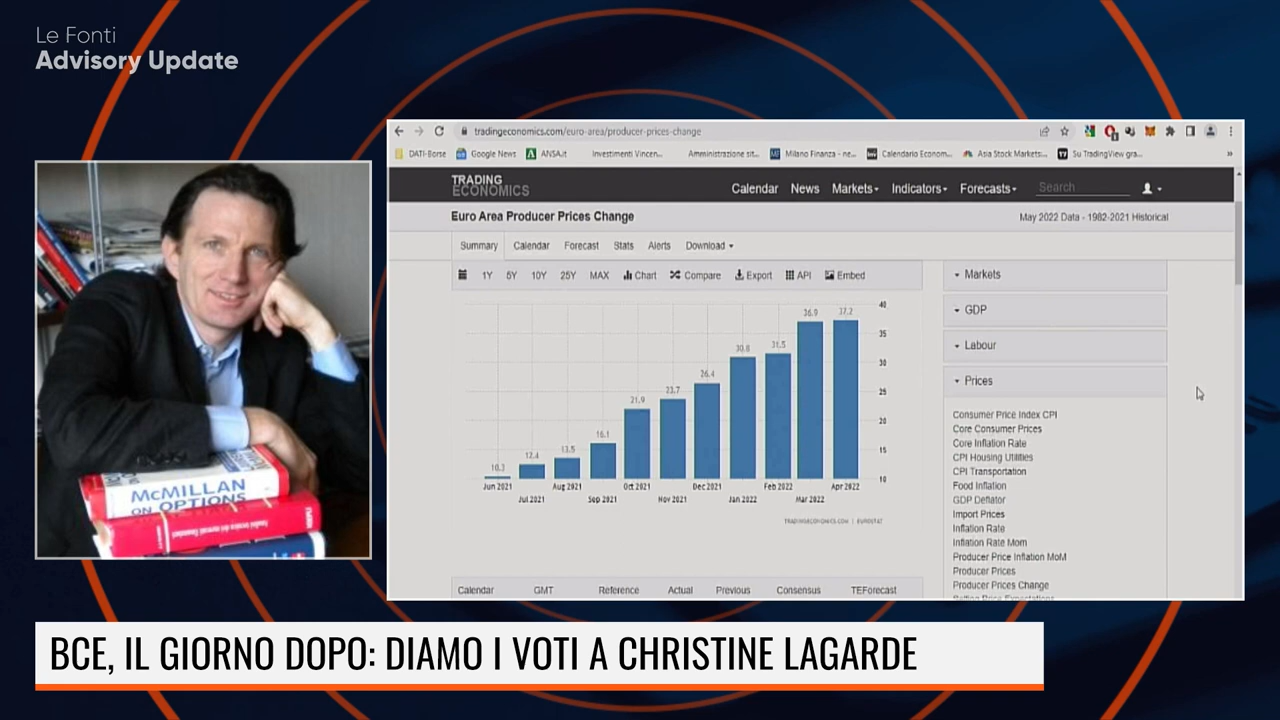 Le Fonti
Advisory Update
tradingeconomics.com/euro-area/producer-prices-change
DATI-Borse Google News ANSA.it Investimenti Vincen... Amministrazione sit... Milano Finanza - ne... Calendario Econom... Asia Stock Markets... Su TradingView gra... »
TRADING
ECONOMICS
Calendar News Markets Indicators Forecasts Search
Euro Area Producer Prices Change
May 2022 Data - 1982-2021 Historical
Summary Calendar Forecast Stats Alerts Download
1Y 5Y 10Y 25Y MAX Chart Compare Export API Embed
40
35
30
25
20
15
10
10.3
12.4
13.5
16.1
21.9
23.7
26.4
30.8
31.5
36.9
37.2
Jun 2021
Jul 2021
Aug 2021
Sep 2021
Oct 2021
Nov 2021
Dec 2021
Jan 2022
Feb 2022
Mar 2022
Apr 2022
TRADINGECONOMICS.COM | EUROSTAT
Calendar GMT Reference Actual Previous Consensus TEForecast
Markets
GDP
Labour
Prices
Consumer Price Index CPI
Core Consumer Prices
Core Inflation Rate
CPI Housing Utilities
CPI Transportation
Food Inflation
GDP Deflator
Import Prices
Inflation Rate
Inflation Rate Mom
Producer Price Inflation MoM
Producer Prices
Producer Prices Change
McMILLAN
ON OPTIONS
BCE, IL GIORNO DOPO: DIAMO I VOTI A CHRISTINE LAGARDE